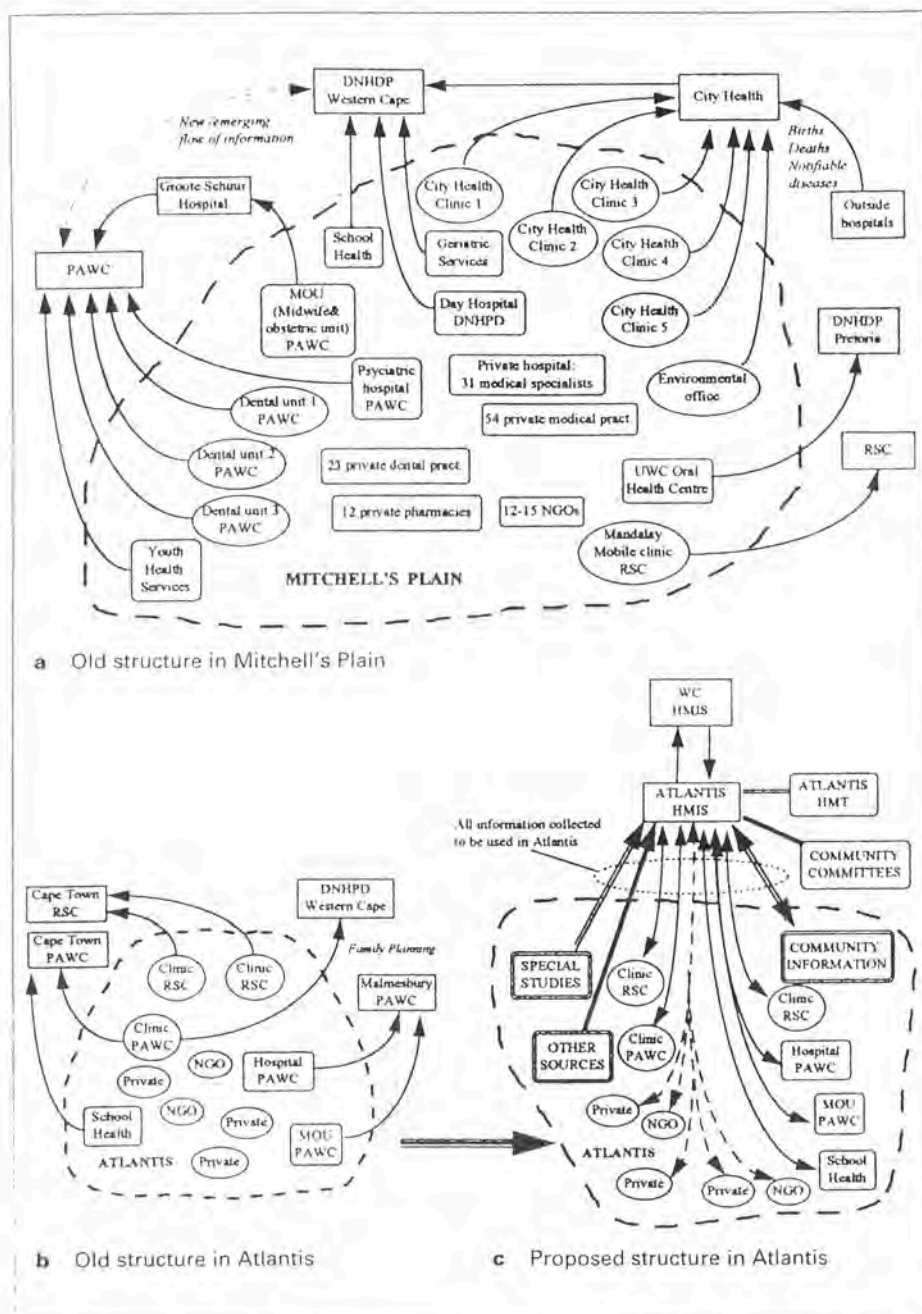 DNHDP
Western Cape
City Health
New /emerging
flow of information
Births
Deaths
Notifiable
diseases
Groote Schuur
Hospital
City Health
Clinic 1
City Health
Clinic 3
City Health
Clinic 2
Outside
hospitals
School
Health
Geriatric
Services
City Health
Clinic 4
PAWC
MOU
(Midwife&
obstetric unit)
PAWC
Day Hospital
DNHPD
City Health
Clinic 5
DNHDP
Pretoria
Psyciatric
hospital
PAWC
Private hospital:
31 medical specialists
Environmental
office
Dental unit 1
PAWC
54 private medical pract.
Dental unit 2
PAWC
23 private dental pract.
UWC Oral
Health Centre
RSC
Dental unit 3
PAWC
12 private pharmacies
12-15 NGOs
Mandalay
Mobile clinic
RSC
Youth
Health
Services
MITCHELL'S PLAIN
a Old structure in Mitchell's Plain
Cape Town
RSC
DNHPD
Western Cape
Cape Town
PAWC
Clinic
RSC
Clinic
RSC
Family Planning
Malmesbury
PAWC
Clinic
PAWC
NGO
Hospital
PAWC
Private
NGO
Private
School
Health
MOU
PAWC
ATLANTIS
Private
b Old structure in Atlantis
WC
HMIS
ATLANTIS
HMIS
ATLANTIS
HMT
All information collected
to be used in Atlantis
COMMUNITY
COMMITTEES
SPECIAL
STUDIES
Clinic
RSC
COMMUNITY
INFORMATION
Clinic
RSC
OTHER
SOURCES
Clinic
PAWC
Hospital
PAWC
Private
NGO
MOU
PAWC
ATLANTIS
School
Health
Private
Private
NGO
c Proposed structure in Atlantis